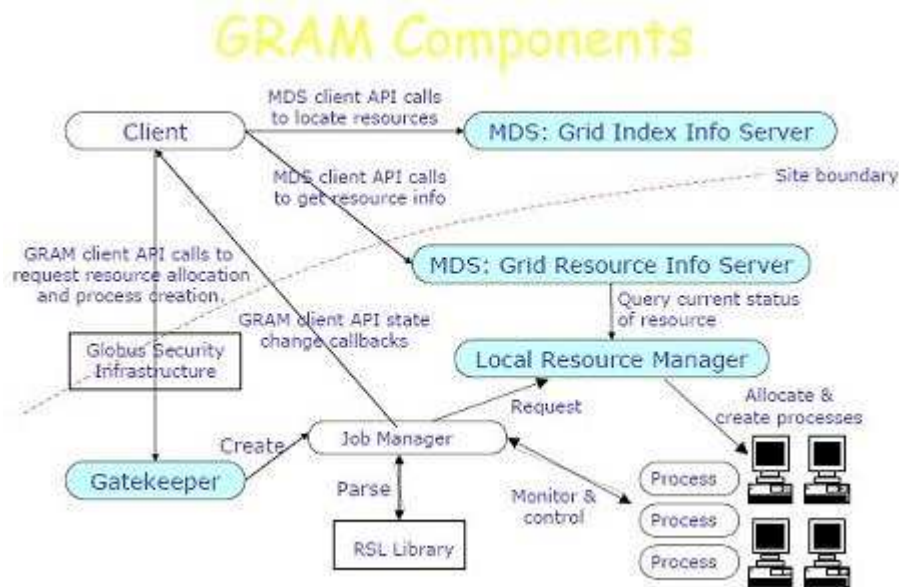 GRAM Components
MDS client API calls
to locate resources
Client
MDS: Grid Index Info Server
MDS client API calls
to get resource info
Site boundary
GRAM client API calls to
request resource allocation
and process creation.
MDS: Grid Resource Info Server
Query current status
of resource
GRAM client API state
change callbacks
Globus Security
Infrastructure
Local Resource Manager
Allocate &
create processes
Request
Create
Job Manager
Gatekeeper
Parse
Monitor &
control
Process
Process
Process
RSL Library